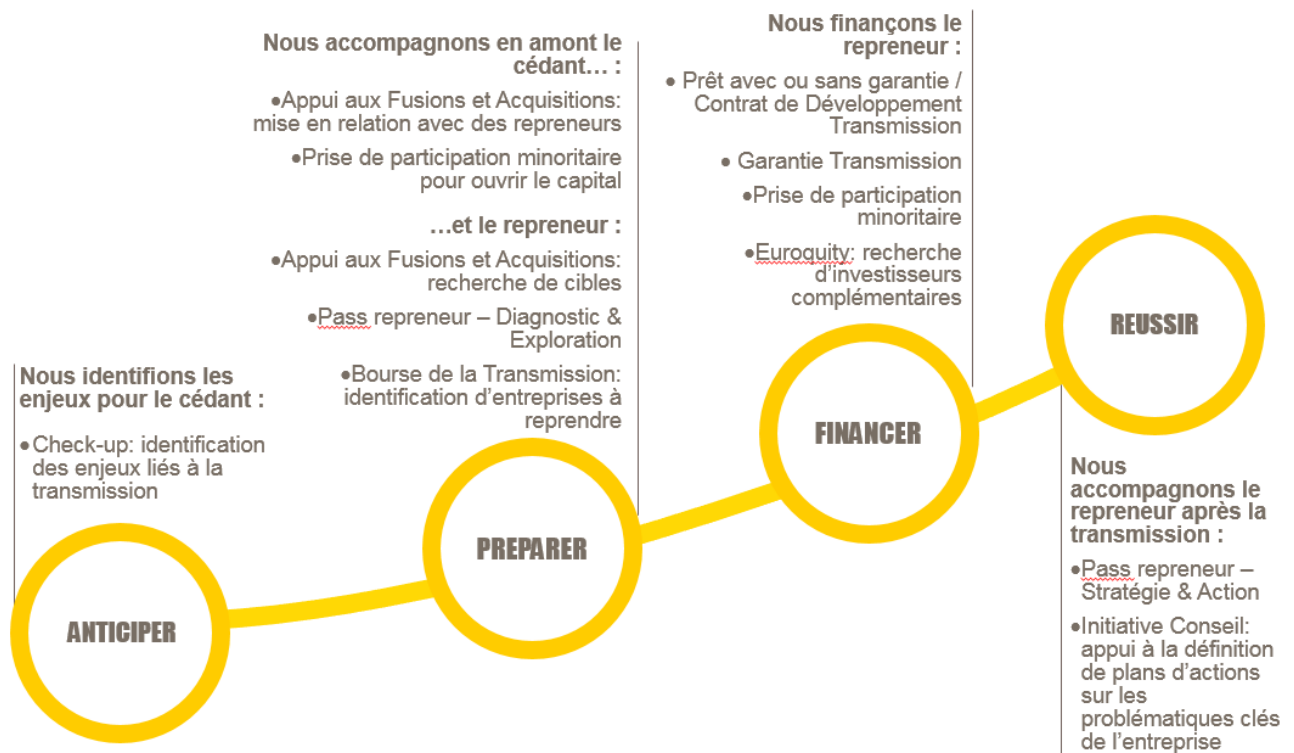 Nous identifions les
enjeux pour le cédant :
•Check-up: identification
des enjeux liés à la
transmission
ANTICIPER
Nous accompagnons en amont le
cédant… :
•Appui aux Fusions et Acquisitions:
mise en relation avec des repreneurs
•Prise de participation minoritaire
pour ouvrir le capital
…et le repreneur :
•Appui aux Fusions et Acquisitions:
recherche de cibles
•Pass repreneur – Diagnostic &
Exploration
•Bourse de la Transmission:
identification d’entreprises à
reprendre
PREPARER
Nous finançons le
repreneur :
• Prêt avec ou sans garantie /
Contrat de Développement
Transmission
• Garantie Transmission
•Prise de participation
minoritaire
•Euroquity: recherche
d’investisseurs
complémentaires
FINANCER
REUSSIR
Nous
accompagnons le
repreneur après la
transmission :
•Pass repreneur –
Stratégie & Action
•Initiative Conseil:
appui à la définition
de plans d’actions
sur les
problématiques clés
de l’entreprise